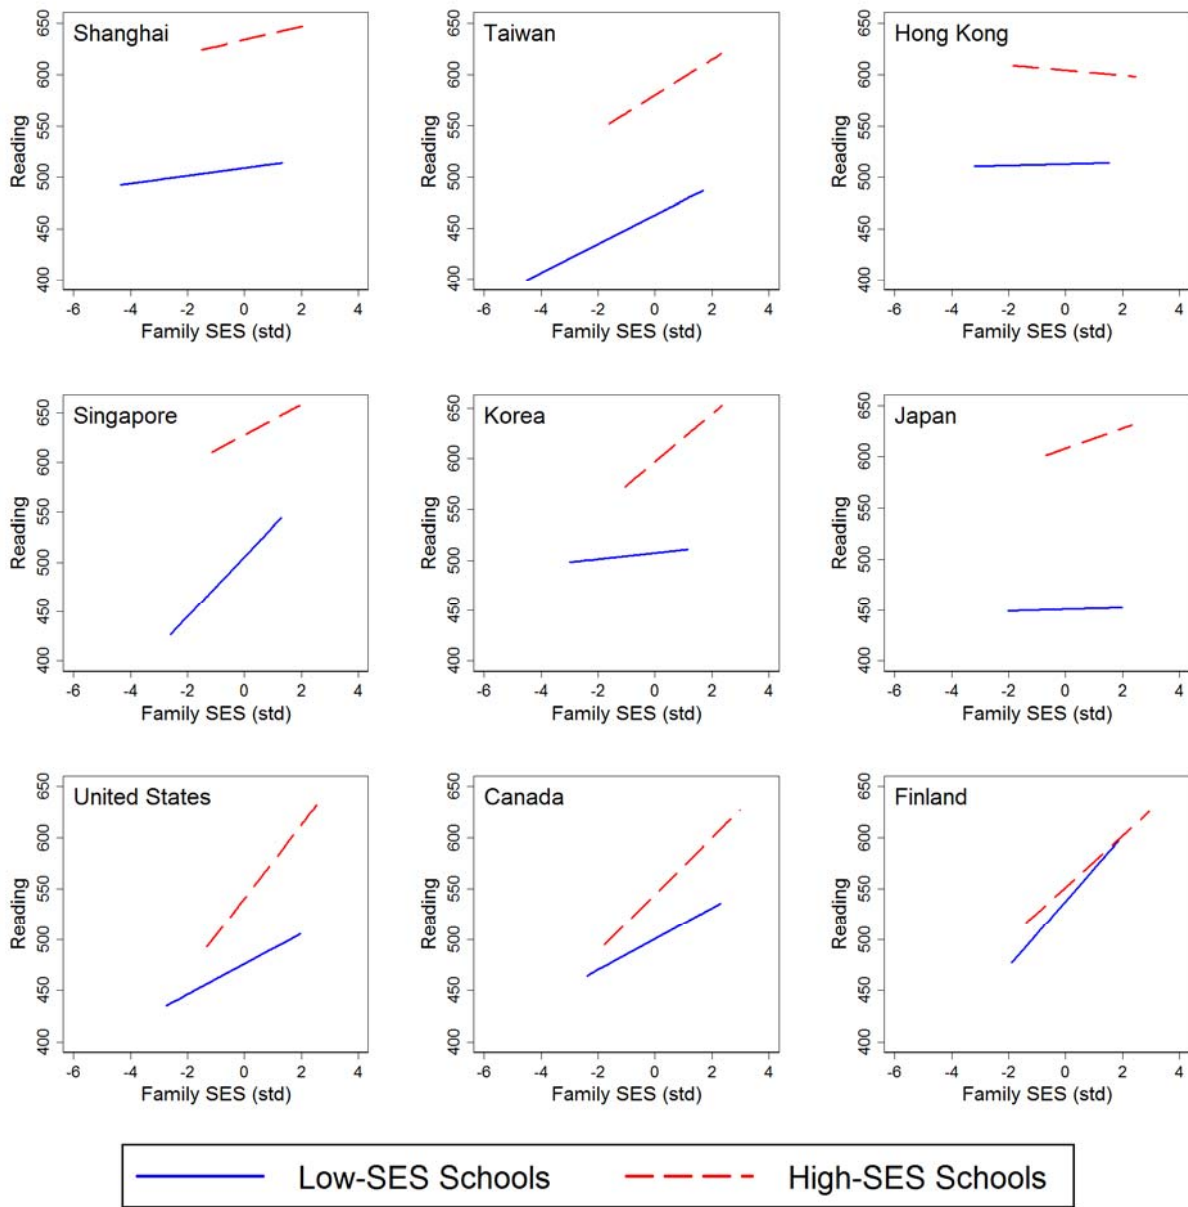 Shanghai
Reading
400 450 500 550 600 650
-6 -4 -2 0 2 4
Family SES (std)
Taiwan
Reading
400 450 500 550 600 650
-6 -4 -2 0 2 4
Family SES (std)
Hong Kong
Reading
400 450 500 550 600 650
-6 -4 -2 0 2 4
Family SES (std)
Singapore
Reading
400 450 500 550 600 650
-6 -4 -2 0 2 4
Family SES (std)
Korea
Reading
400 450 500 550 600 650
-6 -4 -2 0 2 4
Family SES (std)
Japan
Reading
400 450 500 550 600 650
-6 -4 -2 0 2 4
Family SES (std)
United States
Reading
400 450 500 550 600 650
-6 -4 -2 0 2 4
Family SES (std)
Canada
Reading
400 450 500 550 600 650
-6 -4 -2 0 2 4
Family SES (std)
Finland
Reading
400 450 500 550 600 650
-6 -4 -2 0 2 4
Family SES (std)
Low-SES Schools High-SES Schools